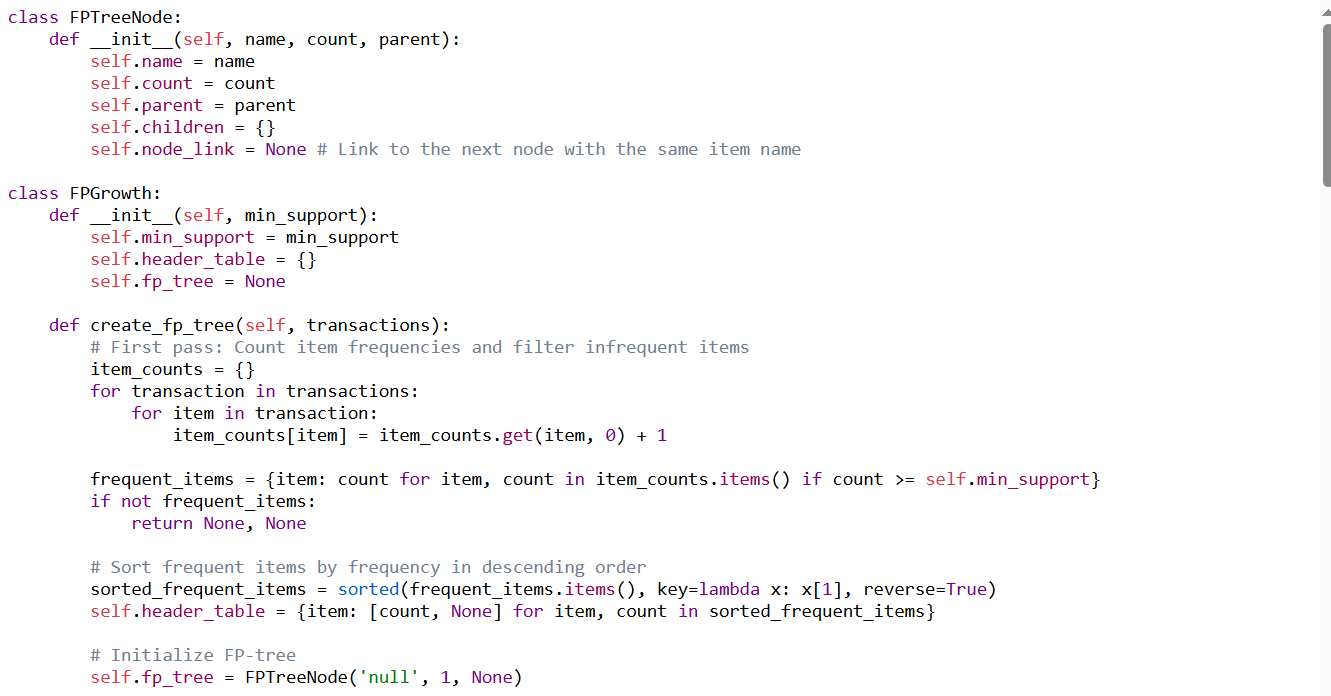 class FPTreeNode:
    def __init__(self, name, count, parent):
        self.name = name
        self.count = count
        self.parent = parent
        self.children = {}
        self.node_link = None # Link to the next node with the same item name

class FPGrowth:
    def __init__(self, min_support):
        self.min_support = min_support
        self.header_table = {}
        self.fp_tree = None

    def create_fp_tree(self, transactions):
        # First pass: Count item frequencies and filter infrequent items
        item_counts = {}
        for transaction in transactions:
            for item in transaction:
                item_counts[item] = item_counts.get(item, 0) + 1

        frequent_items = {item: count for item, count in item_counts.items() if count >= self.min_support}
        if not frequent_items:
            return None, None

        # Sort frequent items by frequency in descending order
        sorted_frequent_items = sorted(frequent_items.items(), key=lambda x: x[1], reverse=True)
        self.header_table = {item: [count, None] for item, count in sorted_frequent_items}

        # Initialize FP-tree
        self.fp_tree = FPTreeNode('null', 1, None)